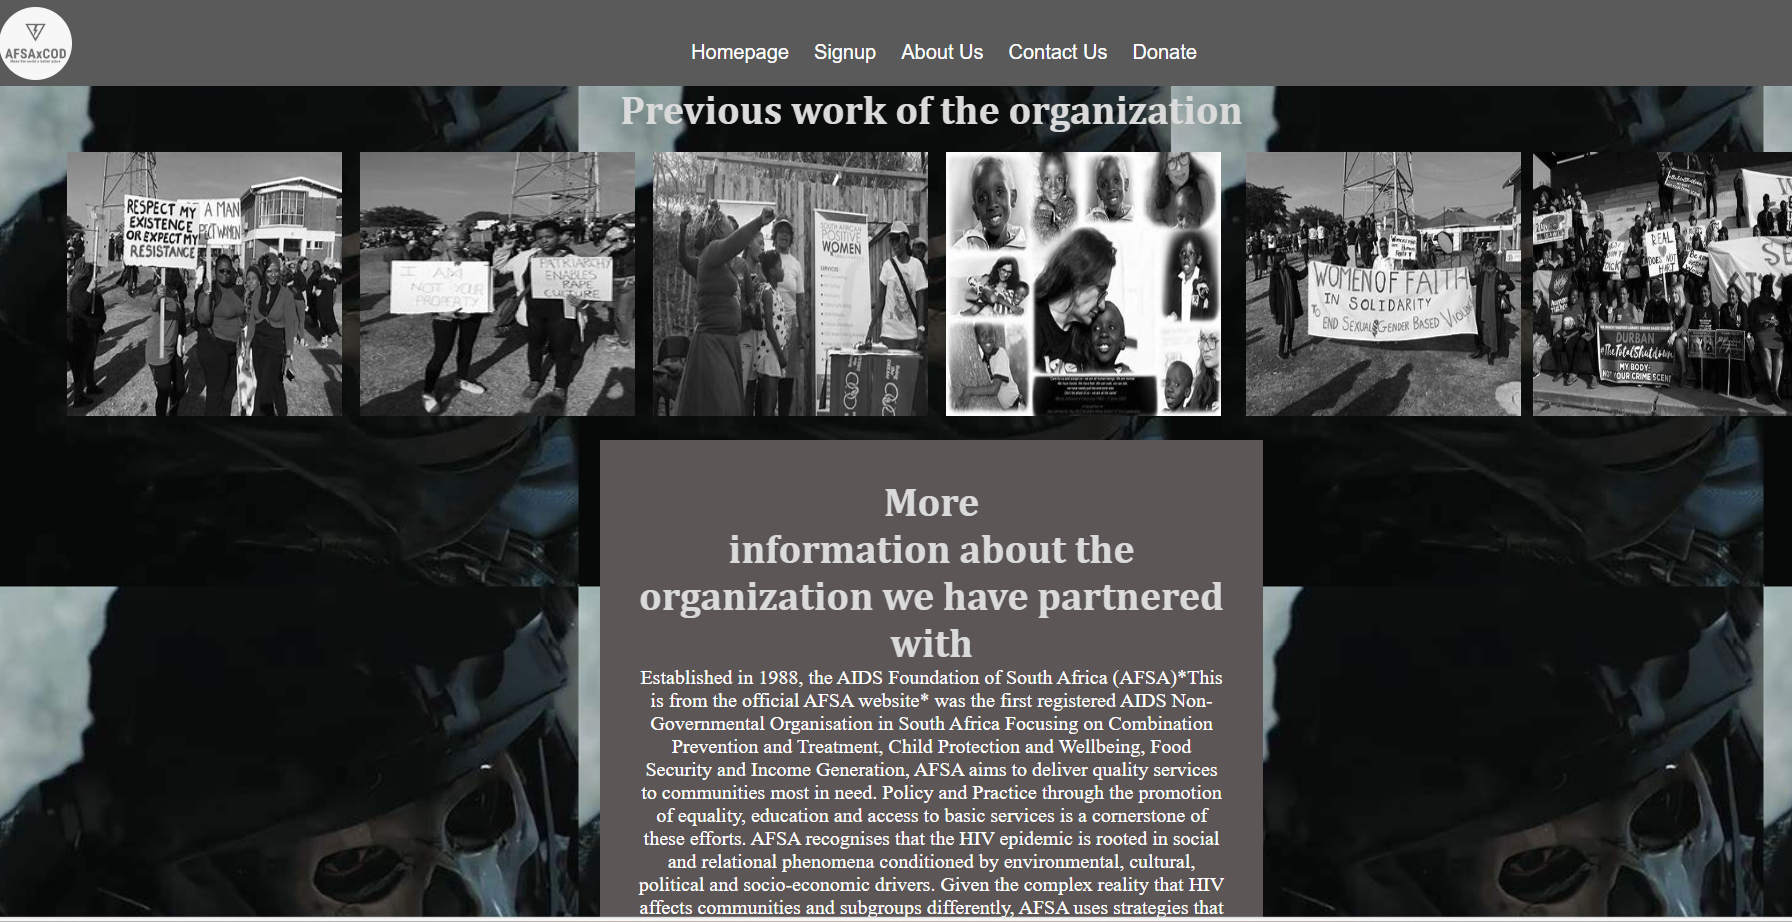 AFSAxCOD
Make the world a better place
Homepage Signup About Us Contact Us Donate
Previous work of the organization
RESPECT MY
EXISTENCE
OR EXPECT MY
RESISTANCE
A MAN
PECT WOMEN
I AM
NOT YOUR
PROPERTY
PATRIARCHY
ENABLES
RAPE
CULTURE
SOUTH AFRICAN
POSITIVE
WOMEN
SERVICES
WOMEN OF FAITH
IN SOLIDARITY
TO END SEXUAL & GENDER BASED VIOLENCE
REAL
DOES NOT
HURT
DURBAN
#TheTotalShutdown
MY BODY-
NOT YOUR CRIME SCENE
More
information about the
organization we have partnered
with
Established in 1988, the AIDS Foundation of South Africa (AFSA)*This
is from the official AFSA website* was the first registered AIDS Non-
Governmental Organisation in South Africa Focusing on Combination
Prevention and Treatment, Child Protection and Wellbeing, Food
Security and Income Generation, AFSA aims to deliver quality services
to communities most in need. Policy and Practice through the promotion
of equality, education and access to basic services is a cornerstone of
these efforts. AFSA recognises that the HIV epidemic is rooted in social
and relational phenomena conditioned by environmental, cultural,
political and socio-economic drivers. Given the complex reality that HIV
affects communities and subgroups differently, AFSA uses strategies that